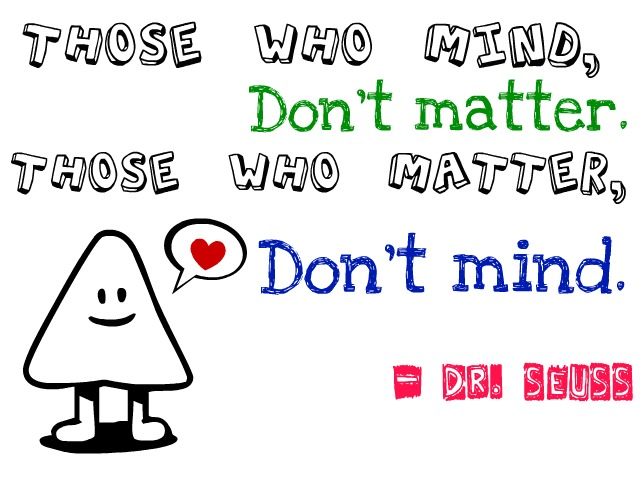 THOSE WHO MIND,
Don't matter.
THOSE WHO MATTER,
Don't mind.
- DR. SEUSS